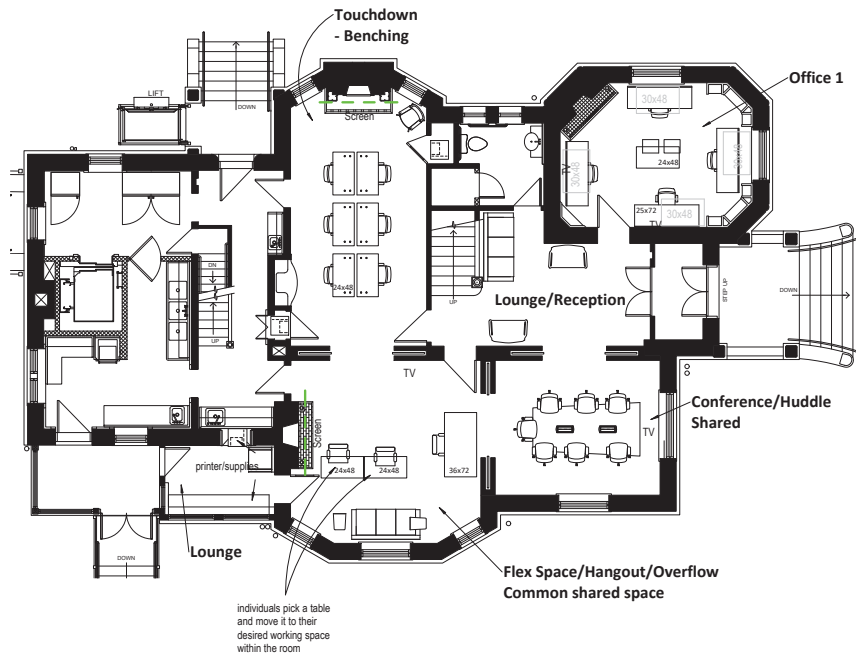 Touchdown
- Benching
LIFT
DOWN
Screen
30x48
Office 1
24x48
30x48
TV
30x48
25x72
30x48
TV
DN
UP
24x48
UP
Lounge/Reception
STEP UP
DOWN
TV
Conference/Huddle
Shared
TV
Screen
printer/supplies
24x48
24x48
36x72
Lounge
DOWN
Flex Space/Hangout/Overflow
Common shared space
individuals pick a table
and move it to their
desired working space
within the room